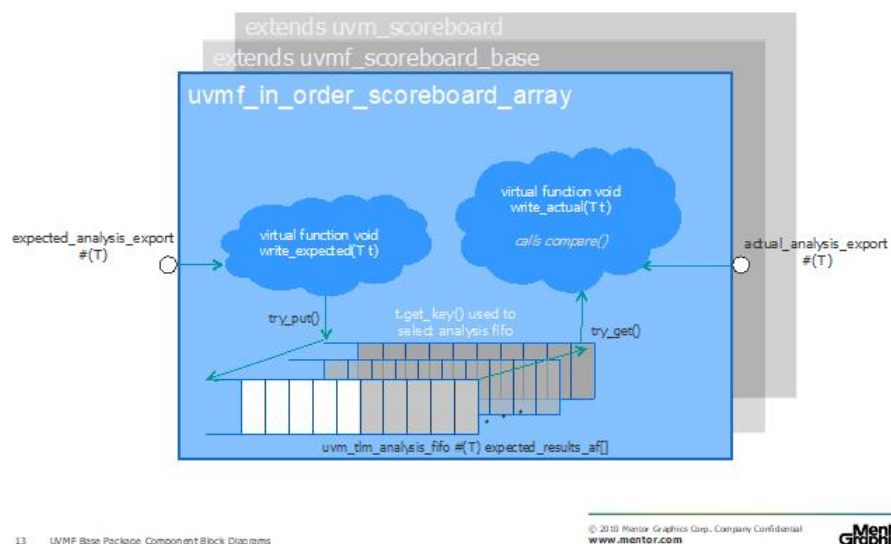 extends uvm_scoreboard
extends uvmf_scoreboard_base
uvmf_in_order_scoreboard_array
virtual function void
write_actual(T t)
calls compare()
virtual function void
write_expected(T t)
expected_analysis_export
#(T)
actual_analysis_export
#(T)
try_put()
t.get_key() used to
select analysis fifo
try_get()
uvm_tlm_analysis_fifo #(T) expected_results_af[]
13 UVMF Base Package Component Block Diagrams
© 2010 Mentor Graphics Corp. Company Confidential
www.mentor.com